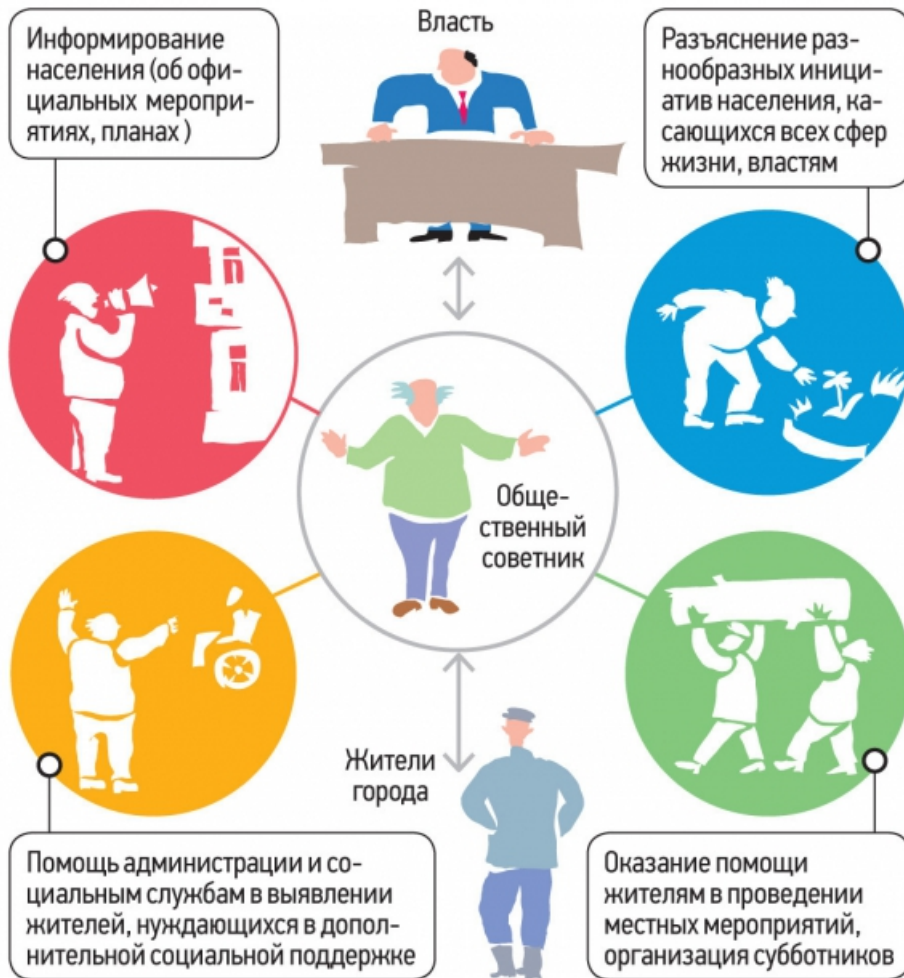 Информирование
населения (об офи-
циальных меропри-
ятиях, планах )
Власть
Разъяснение раз-
нообразных иници-
атив населения, ка-
сающихся всех сфер
жизни, властям
Обще-
ственный
советник
Жители
города
Помощь администрации и со-
циальным службам в выявлении
жителей, нуждающихся в допол-
нительной социальной поддержке
Оказание помощи
жителям в проведении
местных мероприятий,
организация субботников